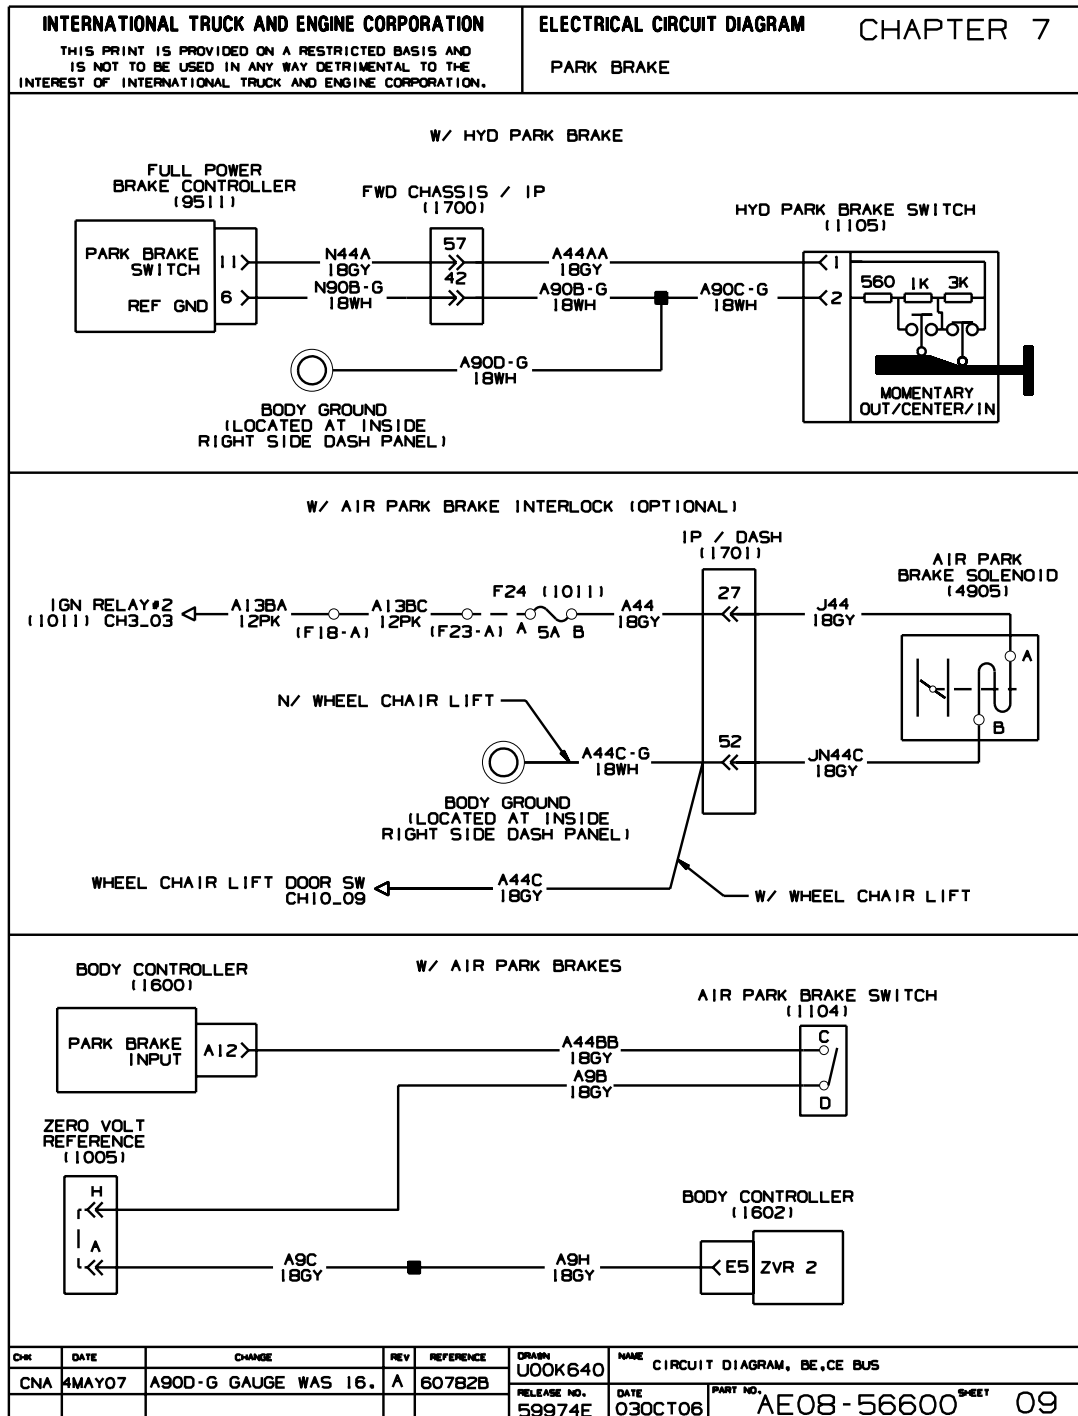 INTERNATIONAL TRUCK AND ENGINE CORPORATION
THIS PRINT IS PROVIDED ON A RESTRICTED BASIS AND
IS NOT TO BE USED IN ANY WAY DETRIMENTAL TO THE
INTEREST OF INTERNATIONAL TRUCK AND ENGINE CORPORATION.
ELECTRICAL CIRCUIT DIAGRAM
PARK BRAKE
CHAPTER 7
W/ HYD PARK BRAKE
FULL POWER
BRAKE CONTROLLER
(9511)
FWD CHASSIS / IP
(1700)
HYD PARK BRAKE SWITCH
(1105)
PARK BRAKE
SWITCH
11
REF GND
6
N44A
18GY
N90B-G
18WH
57
42
A44AA
18GY
A90B-G
18WH
A90C-G
18WH
1
2
560
1K
3K
A90D-G
18WH
MOMENTARY
OUT/CENTER/IN
BODY GROUND
(LOCATED AT INSIDE
RIGHT SIDE DASH PANEL)
W/ AIR PARK BRAKE INTERLOCK (OPTIONAL)
IP / DASH
(1701)
AIR PARK
BRAKE SOLENOID
(4905)
IGN RELAY#2
(1011) CH3_03
A13BA
12PK
(F18-A)
A13BC
12PK
(F23-A)
F24 (1011)
A
5A
B
A44
18GY
27
J44
18GY
A
B
N/ WHEEL CHAIR LIFT
A44C-G
18WH
52
JN44C
18GY
BODY GROUND
(LOCATED AT INSIDE
RIGHT SIDE DASH PANEL)
WHEEL CHAIR LIFT DOOR SW
CH10_09
A44C
18GY
W/ WHEEL CHAIR LIFT
W/ AIR PARK BRAKES
BODY CONTROLLER
(1600)
AIR PARK BRAKE SWITCH
(1104)
PARK BRAKE
INPUT
A12
A44BB
18GY
A9B
18GY
C
D
ZERO VOLT
REFERENCE
(1005)
H
A
A9C
18GY
A9H
18GY
BODY CONTROLLER
(1602)
E5
ZVR 2
CHK
DATE
CHANGE
REV
REFERENCE
CNA
4MAY07
A90D-G GAUGE WAS 16.
A
60782B
DRAWN
U00K640
NAME
CIRCUIT DIAGRAM, BE,CE BUS
RELEASE NO.
59974E
DATE
03OCT06
PART NO.
AE08-56600
SHEET
09